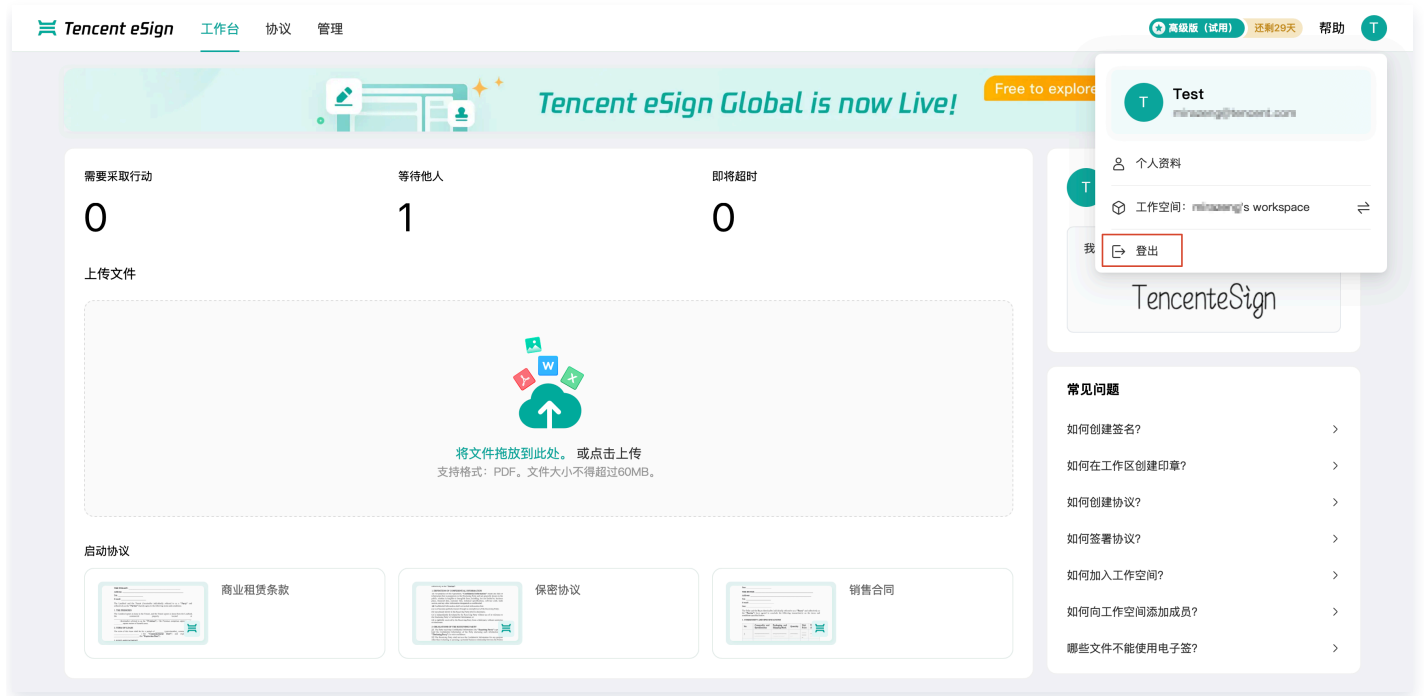 Tencent eSign
工作台
协议
管理
高级版（试用）
还剩29天
帮助
T
Tencent eSign Global is now Live!
Free to explore
T
Test
@tencent.com
个人资料
工作空间： 's workspace
登出
需要采取行动
0
等待他人
1
即将超时
0
T
我
TencenteSign
上传文件
W
X
将文件拖放到此处。 或点击上传
支持格式：PDF。文件大小不得超过60MB。
启动协议
商业租赁条款
保密协议
销售合同
常见问题
如何创建签名?
如何在工作区创建印章?
如何创建协议?
如何签署协议?
如何加入工作空间?
如何向工作空间添加成员?
哪些文件不能使用电子签?